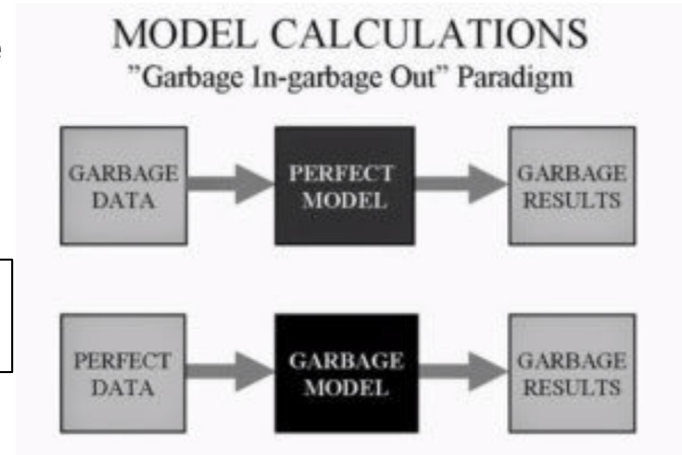 MODEL CALCULATIONS
”Garbage In-garbage Out” Paradigm
GARBAGE
DATA
PERFECT
MODEL
GARBAGE
RESULTS
PERFECT
DATA
GARBAGE
MODEL
GARBAGE
RESULTS